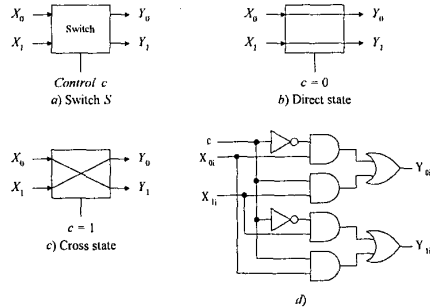 X₀ Y₀ X₀ Y₀
Switch
X₁ Y₁ X₁ Y₁
Control c c = 0
a) Switch S b) Direct state
c
X₀ Y₀ X₀ᵢ Y₀ᵢ
X₁ Y₁ X₁ᵢ
c = 1
c) Cross state Y₁ᵢ
d)